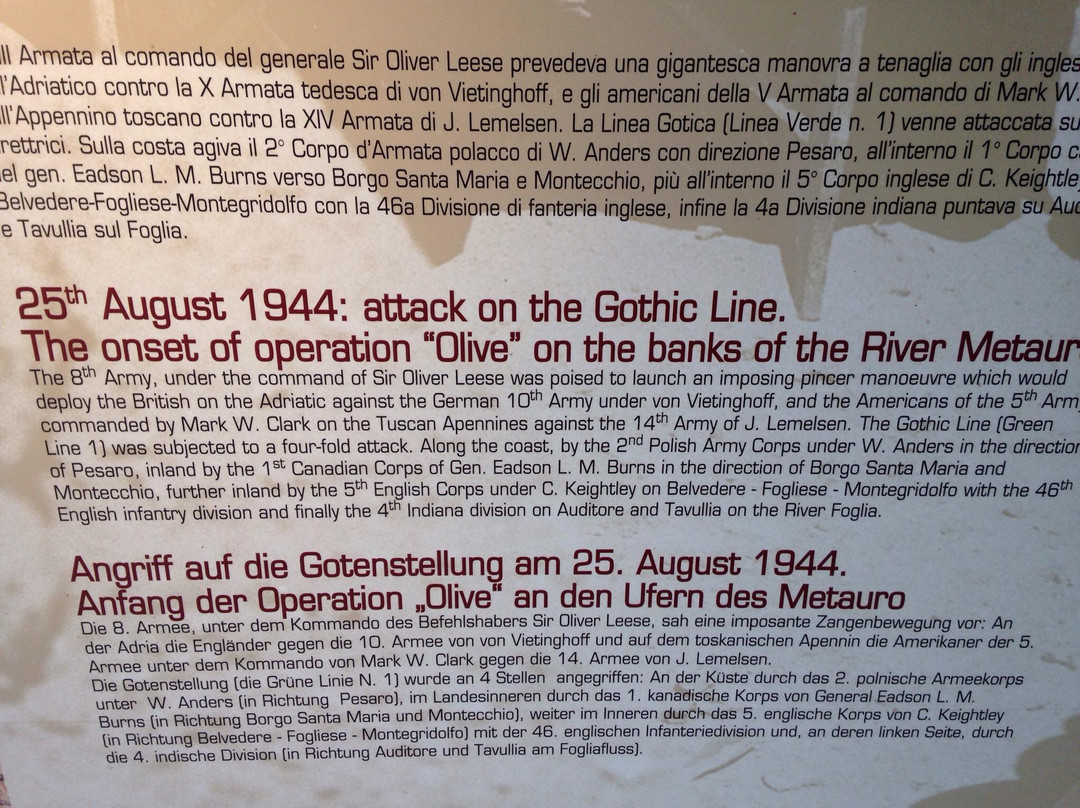 III Armata al comando del generale Sir Oliver Leese prevedeva una gigantesca manovra a tenaglia con gli ingles
l'Adriatico contro la X Armata tedesca di von Vietinghoff, e gli americani della V Armata al comando di Mark W.
ll'Appennino toscano contro la XIV Armata di J. Lemelsen. La Linea Gotica (Linea Verde n. 1) venne attaccata su
rettrici. Sulla costa agiva il 2° Corpo d'Armata polacco di W. Anders con direzione Pesaro, all'interno il 1° Corpo c
el gen. Eadson L. M. Burns verso Borgo Santa Maria e Montecchio, più all'interno il 5° Corpo inglese di C. Keightle
Belvedere-Fogliese-Montegridolfo con la 46a Divisione di fanteria inglese, infine la 4a Divisione indiana puntava su Aud
e Tavullia sul Foglia.
25th August 1944: attack on the Gothic Line.
The onset of operation “Olive” on the banks of the River Metaur
The 8th Army, under the command of Sir Oliver Leese was poised to launch an imposing pincer manoeuvre which would
deploy the British on the Adriatic against the German 10th Army under von Vietinghoff, and the Americans of the 5th Arm
commanded by Mark W. Clark on the Tuscan Apennines against the 14th Army of J. Lemelsen. The Gothic Line (Green
Line 1) was subjected to a four-fold attack. Along the coast, by the 2nd Polish Army Corps under W. Anders in the direction
of Pesaro, inland by the 1st Canadian Corps of Gen. Eadson L. M. Burns in the direction of Borgo Santa Maria and
Montecchio, further inland by the 5th English Corps under C. Keightley on Belvedere - Fogliese - Montegridolfo with the 46th
English infantry division and finally the 4th Indiana division on Auditore and Tavullia on the River Foglia.
Angriff auf die Gotenstellung am 25. August 1944.
Anfang der Operation „Olive“ an den Ufern des Metauro
Die 8. Armee, unter dem Kommando des Befehlshabers Sir Oliver Leese, sah eine imposante Zangenbewegung vor: An
der Adria die Engländer gegen die 10. Armee von von Vietinghoff und auf dem toskanischen Apennin die Amerikaner der 5.
Armee unter dem Kommando von Mark W. Clark gegen die 14. Armee von J. Lemelsen.
Die Gotenstellung (die Grüne Linie N. 1) wurde an 4 Stellen angegriffen: An der Küste durch das 2. polnische Armeekorps
unter W. Anders (in Richtung Pesaro), im Landesinneren durch das 1. kanadische Korps von General Eadson L. M.
Burns (in Richtung Borgo Santa Maria und Montecchio), weiter im Inneren durch das 5. englische Korps von C. Keightley
(in Richtung Belvedere - Fogliese - Montegridolfo) mit der 46. englischen Infanteriedivision und, an deren linken Seite, durch
die 4. indische Division (in Richtung Auditore und Tavullia am Fogliafluss).